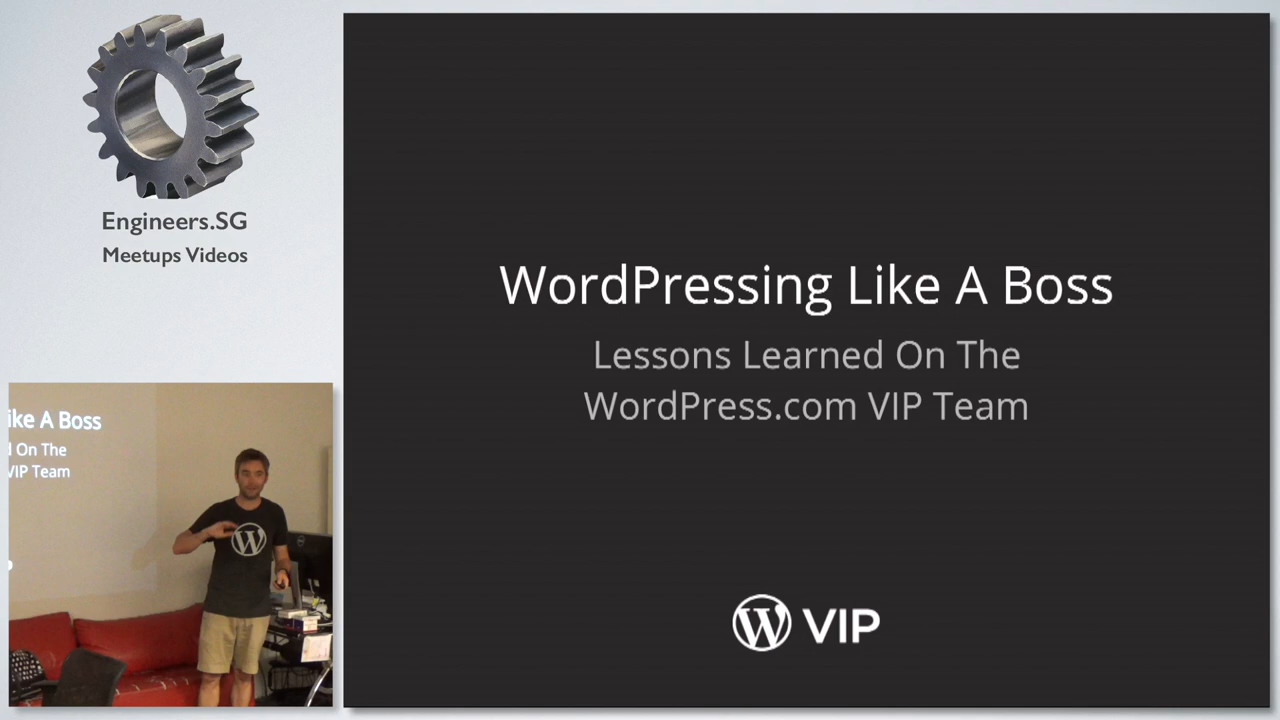 Engineers.SG
Meetups Videos
WordPressing Like A Boss
Lessons Learned On The
WordPress.com VIP Team
W VIP
ike A Boss
d On The
VIP Team
W